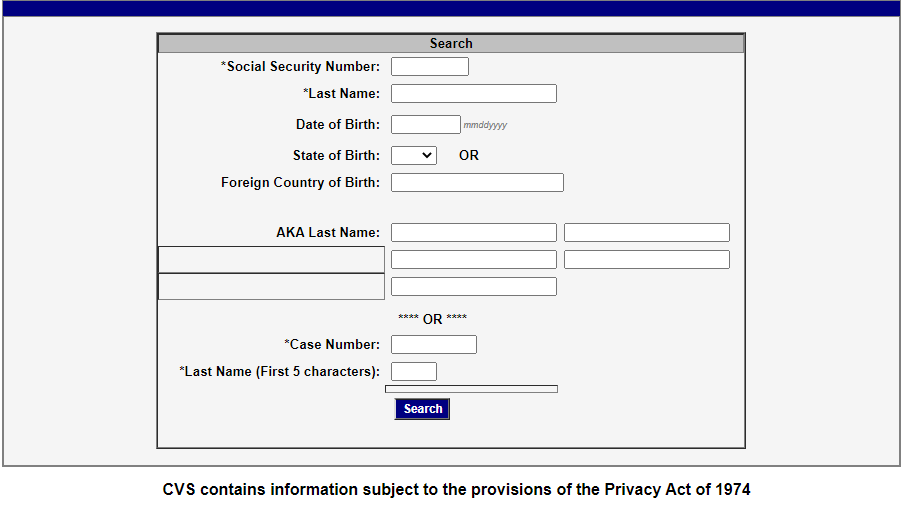 Search
*Social Security Number:
*Last Name:
Date of Birth: mmddyyyy
State of Birth: OR
Foreign Country of Birth:
AKA Last Name:
**** OR ****
*Case Number:
*Last Name (First 5 characters):
Search
CVS contains information subject to the provisions of the Privacy Act of 1974